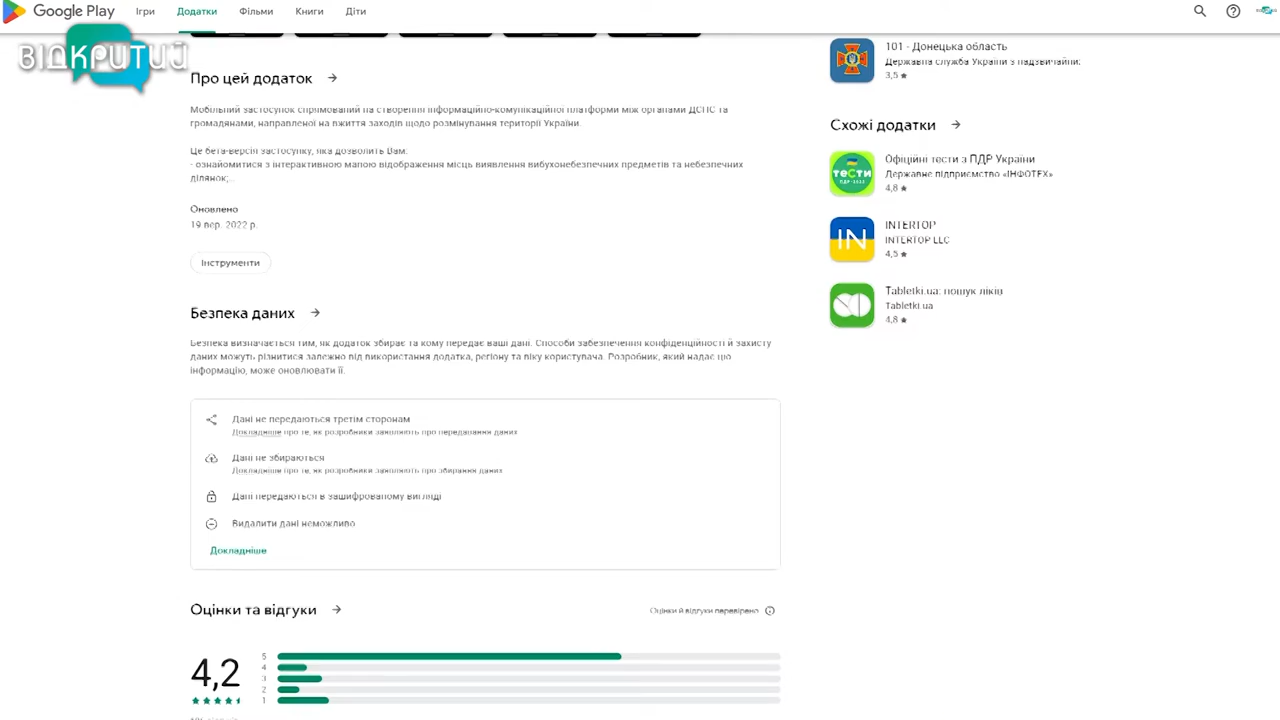 Google Play
Ігри
Додатки
Фільми
Книги
Діти
ВІДКРИТИЙ
Про цей додаток
Мобільний застосунок спрямований на створення інформаційно-комунікаційної платформи між органами ДСНС та
громадянами, направленої на вжиття заходів щодо розмінування території України.
Це бета-версія застосунку, яка дозволить Вам:
- ознайомитися з інтерактивною мапою відображення місць виявлення вибухонебезпечних предметів та небезпечних
ділянок;...
Оновлено
19 вер. 2022 р.
Інструменти
Безпека даних
Безпека визначається тим, як додаток збирає та кому передає ваші дані. Способи забезпечення конфіденційності й захисту
даних можуть різнитися залежно від використання додатка, регіону та віку користувача. Розробник, який надає цю
інформацію, може оновлювати її.
Дані не передаються третім сторонам
Докладніше про те, як розробники заявляють про передавання даних
Дані не збираються
Докладніше про те, як розробники заявляють про збирання даних
Дані передаються в зашифрованому вигляді
Видалити дані неможливо
Докладніше
Оцінки та відгуки
Оцінки й відгуки перевірено
4,2
5
4
3
2
1
101 - Донецька область
Державна служба України з надзвичайни:
3,5 ★
Схожі додатки
Офіційні тести з ПДР України
Державне підприємство «ІНФОТЕХ»
4,8 ★
INTERTOP
INTERTOP LLC
4,5 ★
Tabletki.ua: пошук ліків
Tabletki.ua
4,8 ★
тести
ПДР-2022
IN